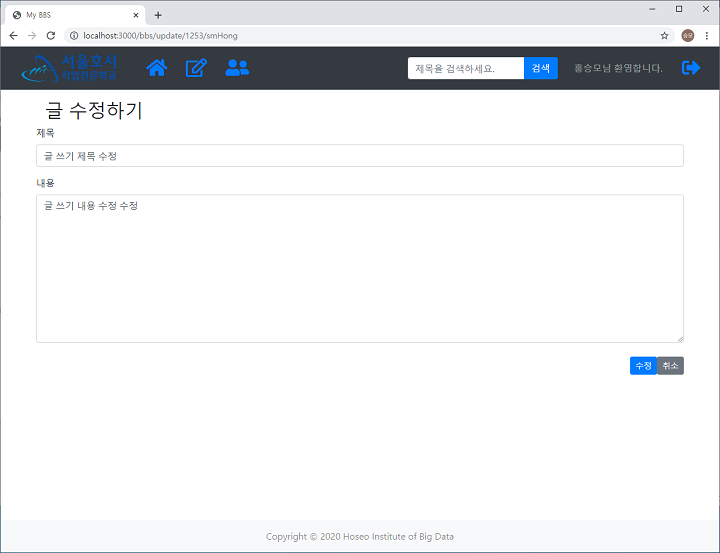 My BBS
localhost:3000/bbs/update/1253/smHong
승모
서울호서
직업전문학교
제목을 검색하세요. 검색 홍승모님 환영합니다.
글 수정하기
제목
글 쓰기 제목 수정
내용
글 쓰기 내용 수정 수정
수정 취소
Copyright © 2020 Hoseo Institute of Big Data